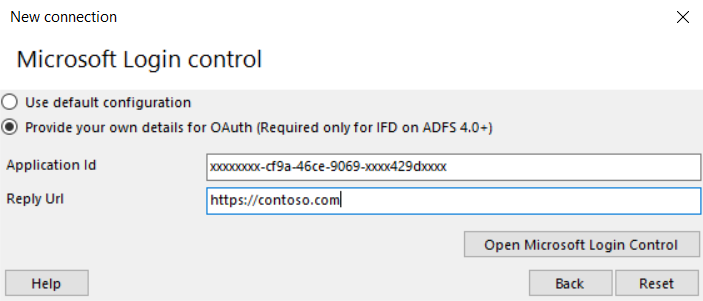 New connection
Microsoft Login control
Use default configuration
Provide your own details for OAuth (Required only for IFD on ADFS 4.0+)
Application Id xxxxxxxx-cf9a-46ce-9069-xxxx429dxxxx
Reply Url https://contoso.com
Open Microsoft Login Control
Help Back Reset